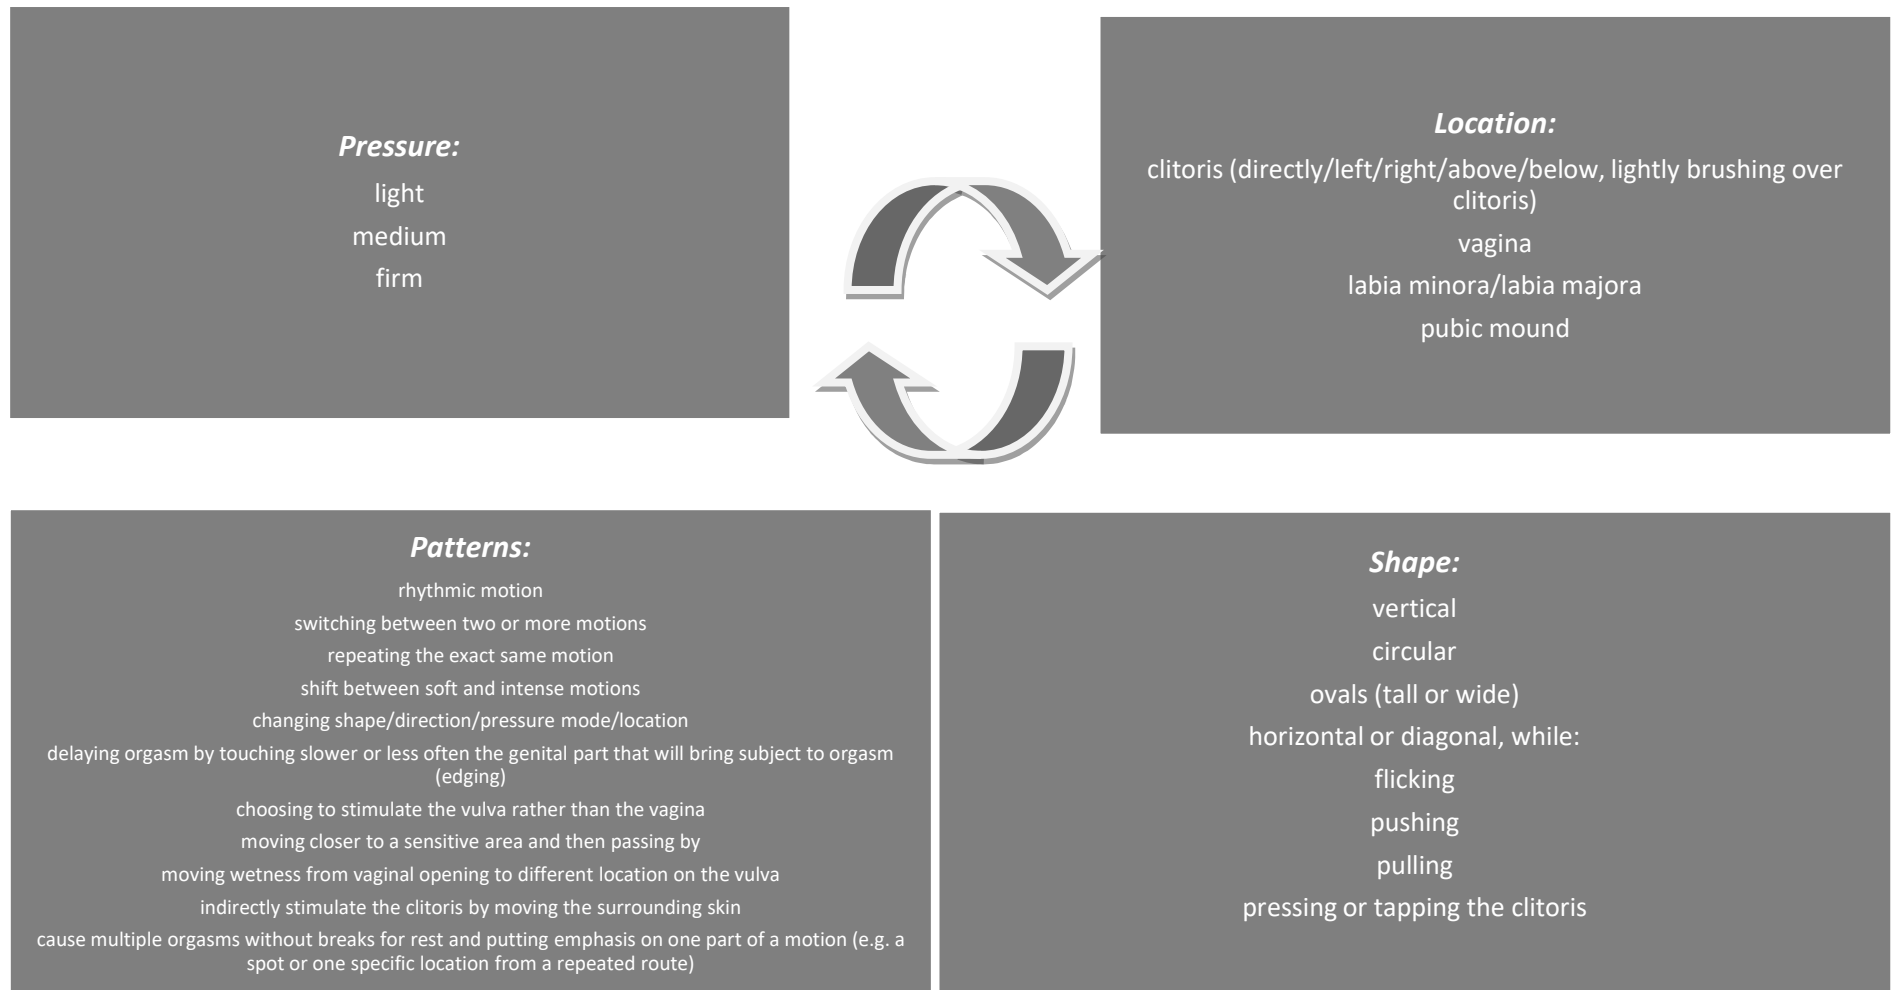 Pressure:
light
medium
firm
Location:
clitoris (directly/left/right/above/below, lightly brushing over
clitoris)
vagina
labia minora/labia majora
pubic mound
Patterns:
rhythmic motion
switching between two or more motions
repeating the exact same motion
shift between soft and intense motions
changing shape/direction/pressure mode/location
delaying orgasm by touching slower or less often the genital part that will bring subject to orgasm
(edging)
choosing to stimulate the vulva rather than the vagina
moving closer to a sensitive area and then passing by
moving wetness from vaginal opening to different location on the vulva
indirectly stimulate the clitoris by moving the surrounding skin
cause multiple orgasms without breaks for rest and putting emphasis on one part of a motion (e.g. a
spot or one specific location from a repeated route)
Shape:
vertical
circular
ovals (tall or wide)
horizontal or diagonal, while:
flicking
pushing
pulling
pressing or tapping the clitoris